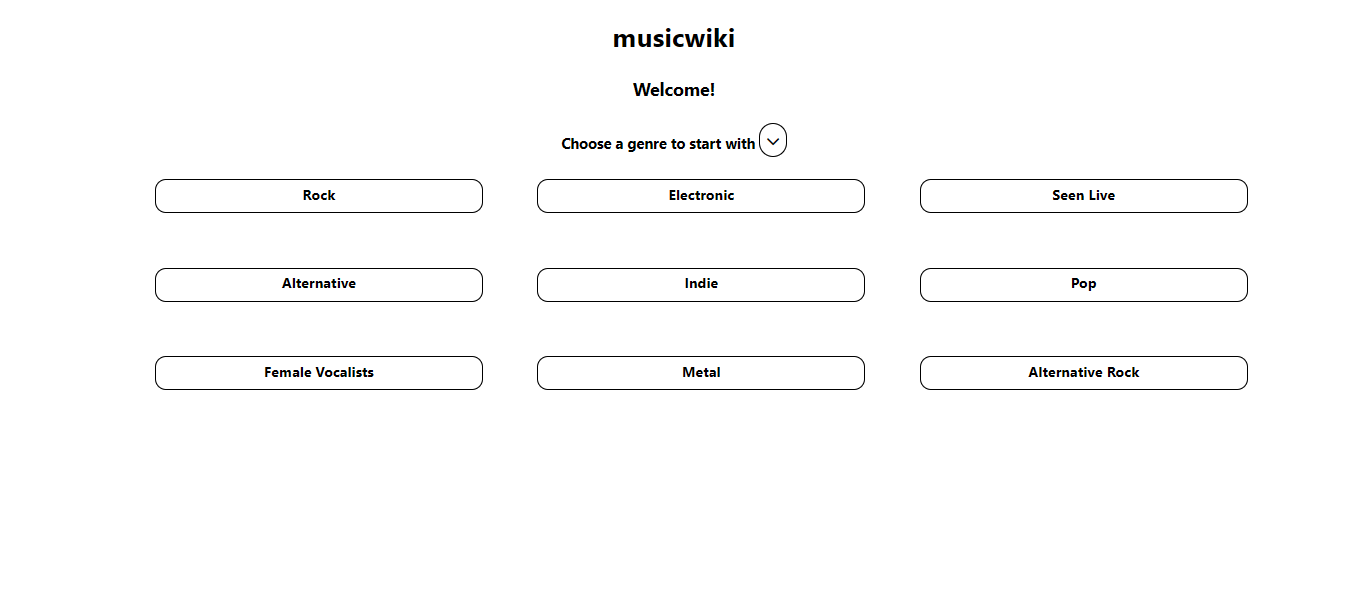 musicwiki
Welcome!
Choose a genre to start with
Rock Electronic Seen Live
Alternative Indie Pop
Female Vocalists Metal Alternative Rock